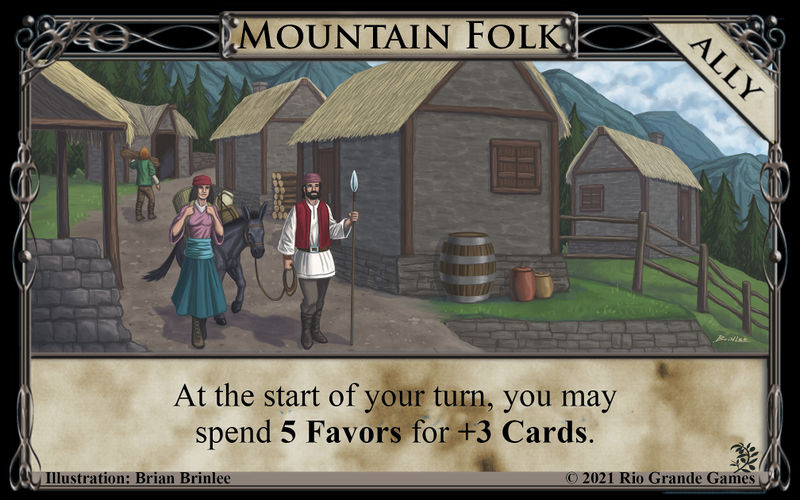 MOUNTAIN FOLK
ALLY
BRINLEE
At the start of your turn, you may
spend 5 Favors for +3 Cards.
Illustration: Brian Brinlee
© 2021 Rio Grande Games